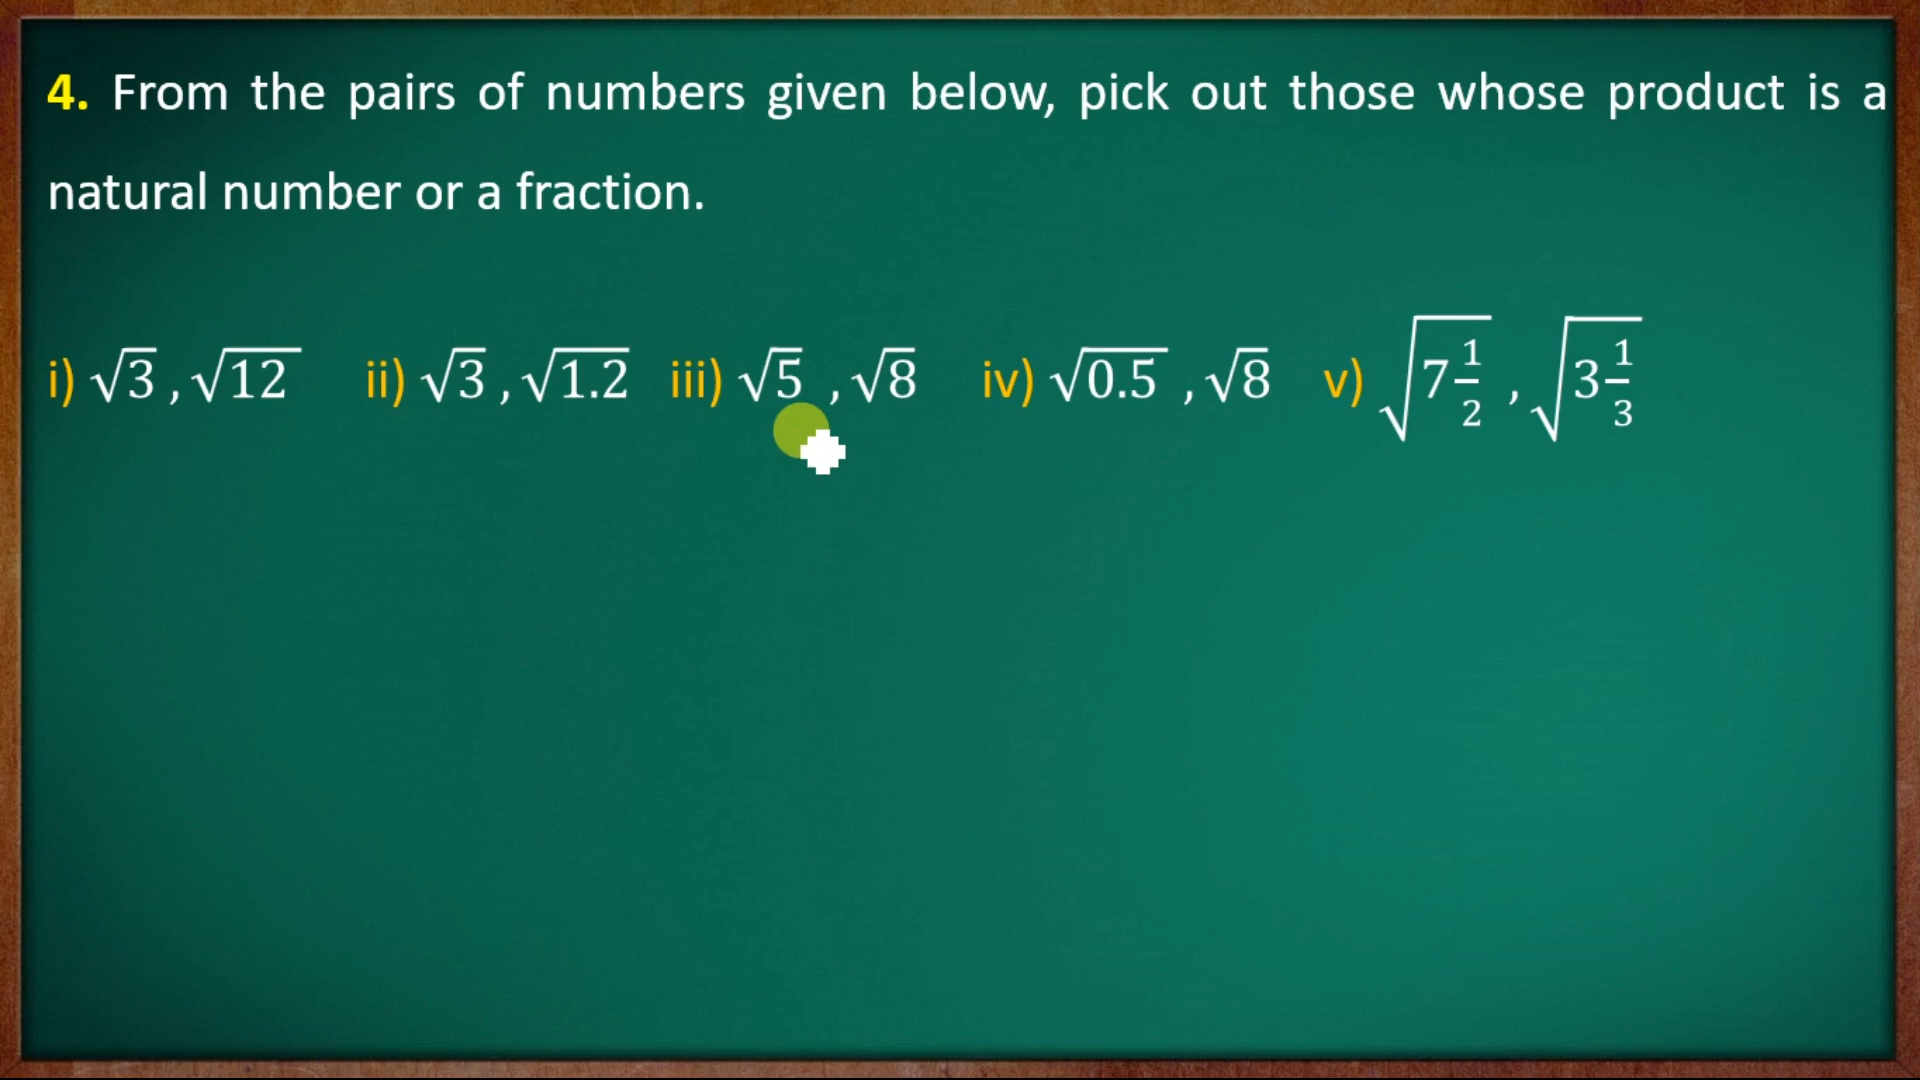 4. From the pairs of numbers given below, pick out those whose product is a
natural number or a fraction.
i) √3 , √12 ii) √3 , √1.2 iii) √5 , √8 iv) √0.5 , √8 v) √(7 1/2) , √(3 1/3)